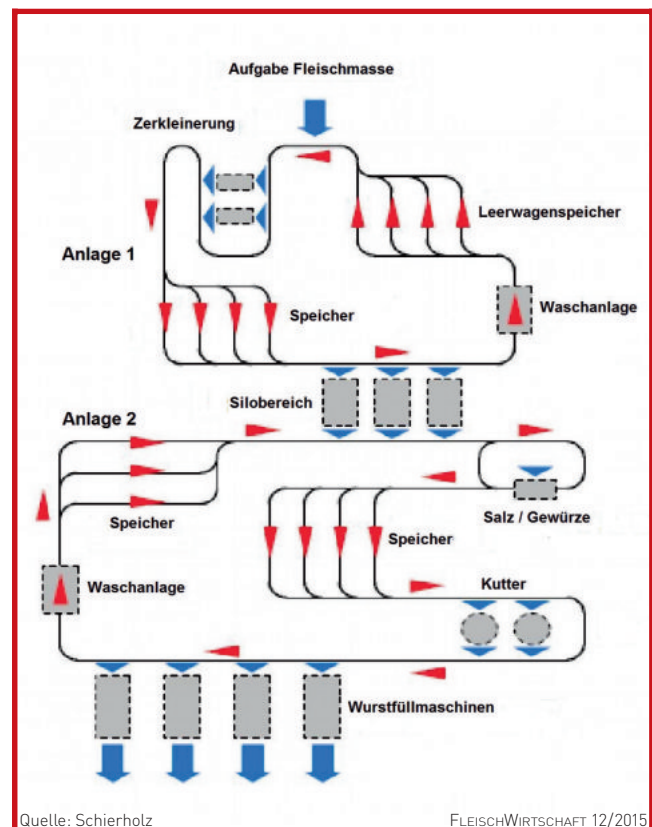 Aufgabe Fleischmasse
Zerkleinerung
Leerwagenspeicher
Anlage 1
Waschanlage
Speicher
Silobereich
Anlage 2
Speicher
Salz / Gewürze
Speicher
Waschanlage
Kutter
Wurstfüllmaschinen
Quelle: Schierholz
FLEISCHWIRTSCHAFT 12/2015